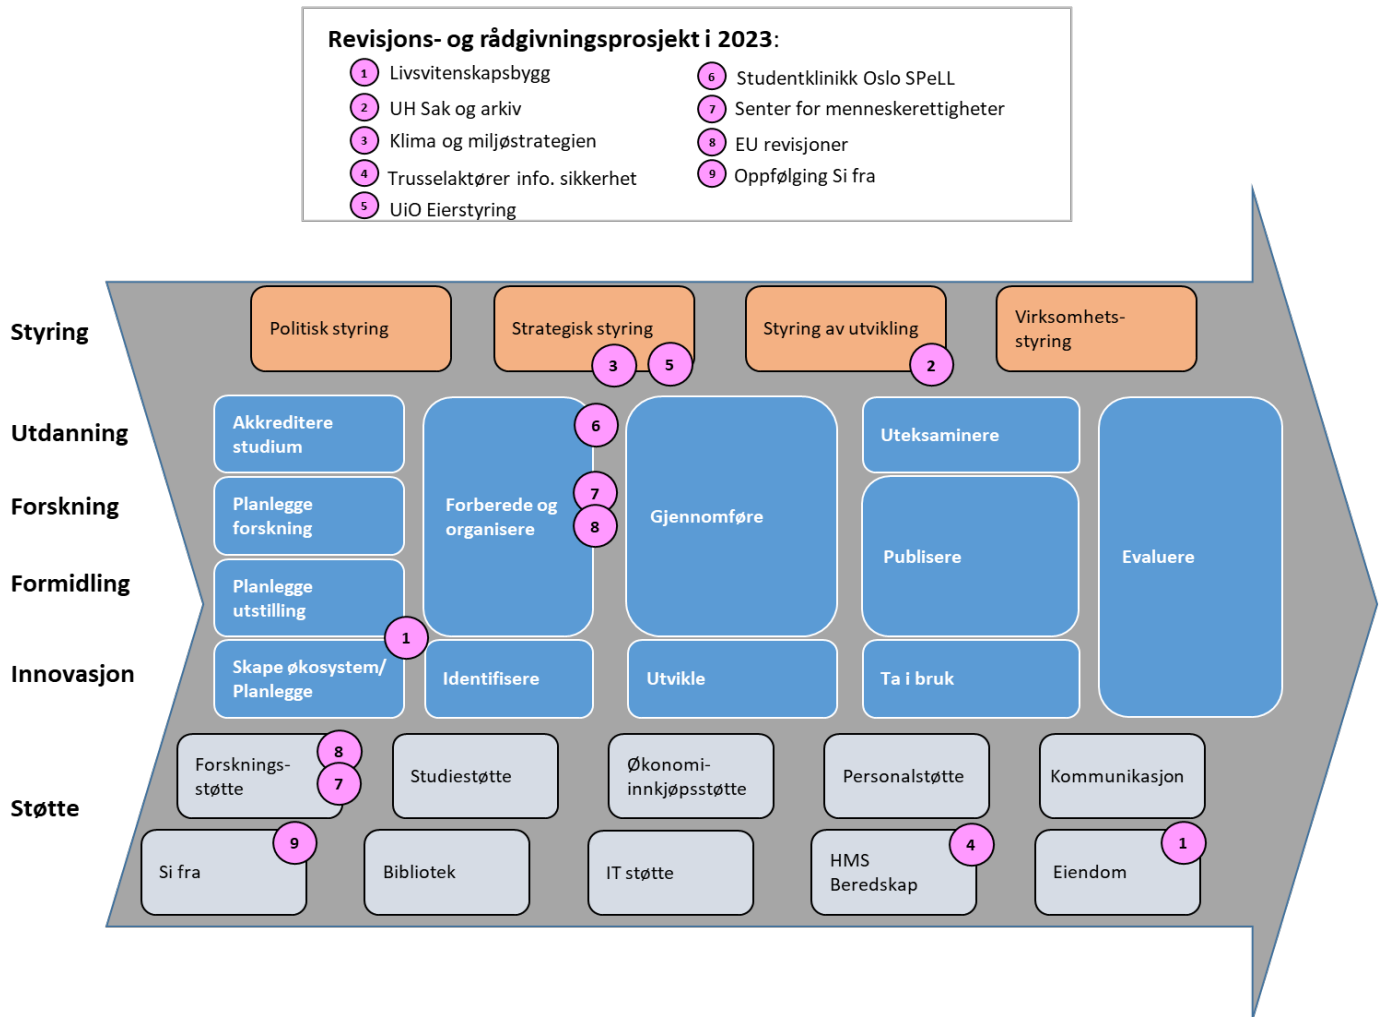 Revisjons- og rådgivningsprosjekt i 2023:
1 Livsvitenskapsbygg
2 UH Sak og arkiv
3 Klima og miljøstrategien
4 Trusselaktører info. sikkerhet
5 UiO Eierstyring
6 Studentklinikk Oslo SPeLL
7 Senter for menneskerettigheter
8 EU revisjoner
9 Oppfølging Si fra
Styring
Politisk styring
Strategisk styring
3 5
Styring av utvikling
2
Virksomhets-
styring
Utdanning
Forskning
Formidling
Innovasjon
Akkreditere
studium
Planlegge
forskning
Planlegge
utstilling
1
Skape økosystem/
Planlegge
Forberede og
organisere
6
7
8
Identifisere
Gjennomføre
Utvikle
Uteksaminere
Publisere
Ta i bruk
Evaluere
Støtte
Forsknings-
støtte
8
7
Studiestøtte
Økonomi-
innkjøpsstøtte
Personalstøtte
Kommunikasjon
Si fra
9
Bibliotek
IT støtte
HMS
Beredskap
4
Eiendom
1